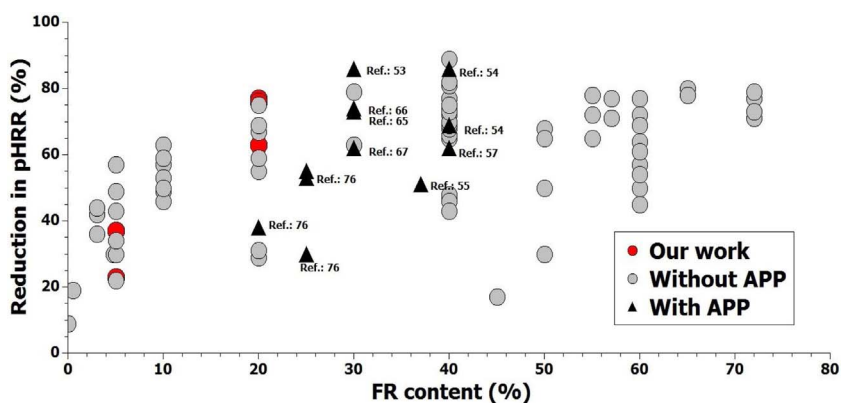 100
80
60
40
20
0
Reduction in pHRR (%)
Ref.: 53
Ref.: 54
Ref.: 66
Ref.: 65
Ref.: 54
Ref.: 67
Ref.: 57
Ref.: 76
Ref.: 55
Ref.: 76
Ref.: 76
Our work
Without APP
With APP
0 10 20 30 40 50 60 70 80
FR content (%)